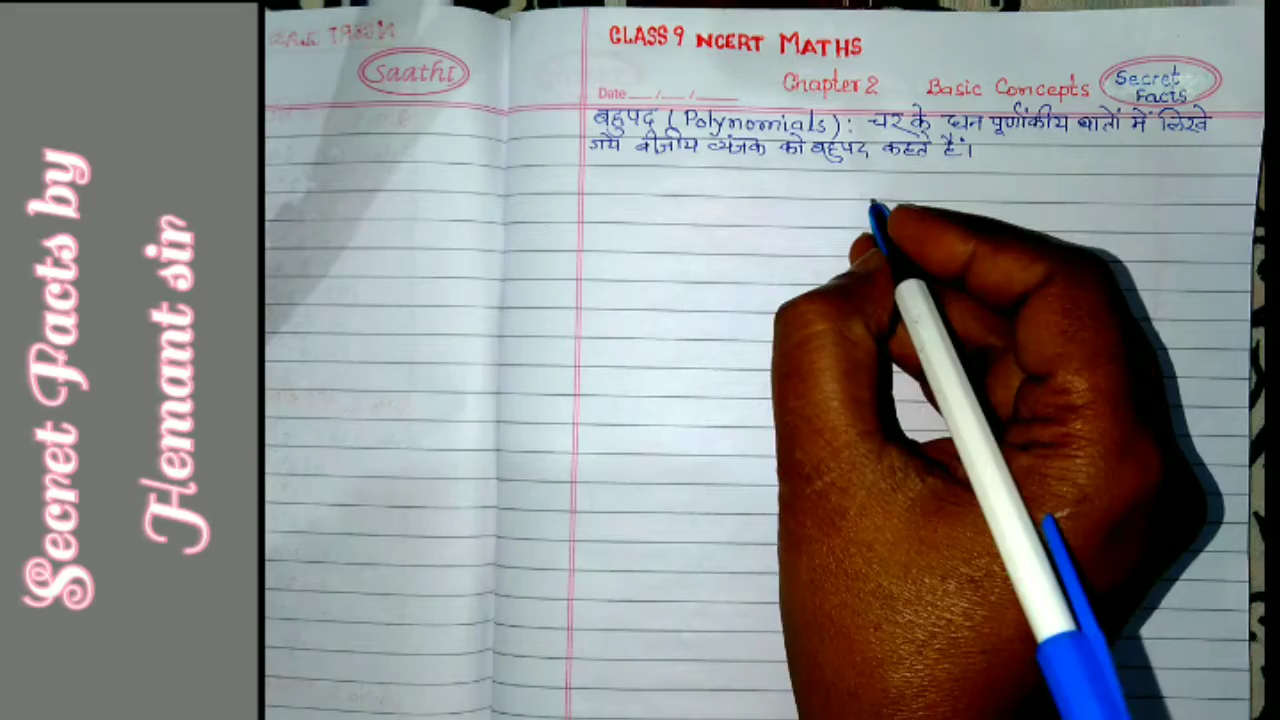 Secret Facts by
Hemant sir
Saathi
CLASS 9 NCERT MATHS
Date
Chapter 2 Basic Concepts
Secret
Facts
बहुपद (Polynomials): चर के घन पूर्णांकीय घातों में लिखे
गये बीजीय व्यंजक को बहुपद कहते हैं।